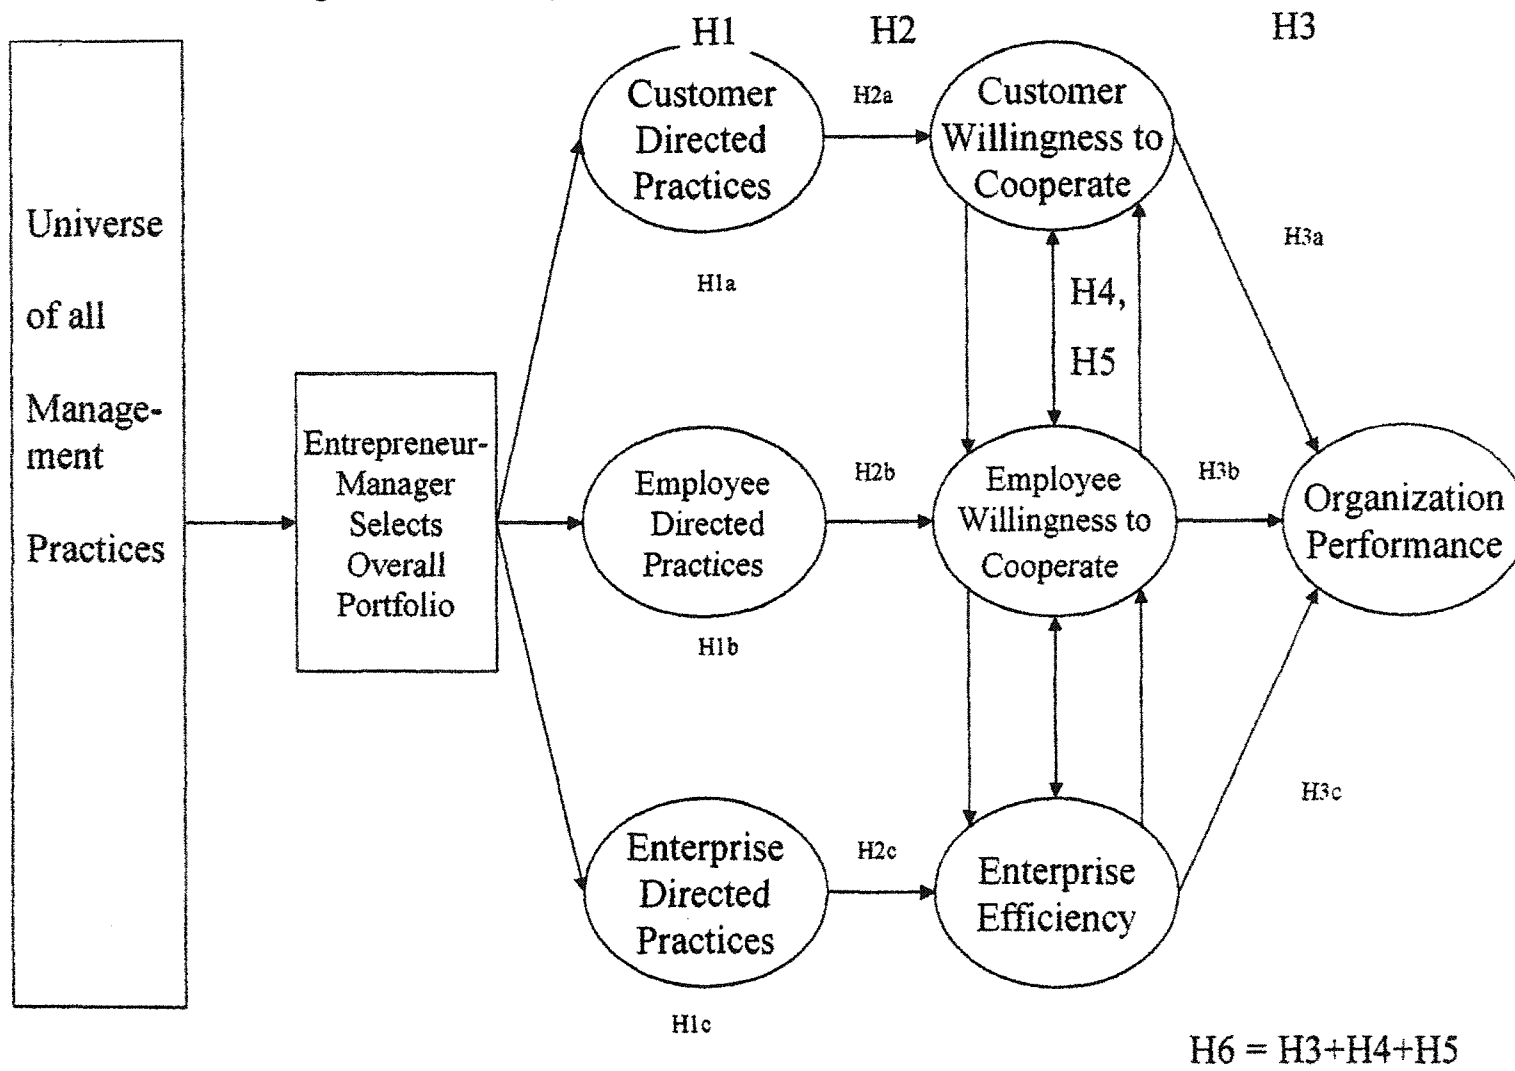 H1
H2
H3
Universe
of all
Manage-
ment
Practices
Entrepreneur-
Manager
Selects
Overall
Portfolio
Customer
Directed
Practices
H1a
H2a
Customer
Willingness to
Cooperate
H3a
H4,
H5
Employee
Directed
Practices
H1b
H2b
Employee
Willingness to
Cooperate
H3b
Organization
Performance
Enterprise
Directed
Practices
H1c
H2c
Enterprise
Efficiency
H3c
H6 = H3+H4+H5